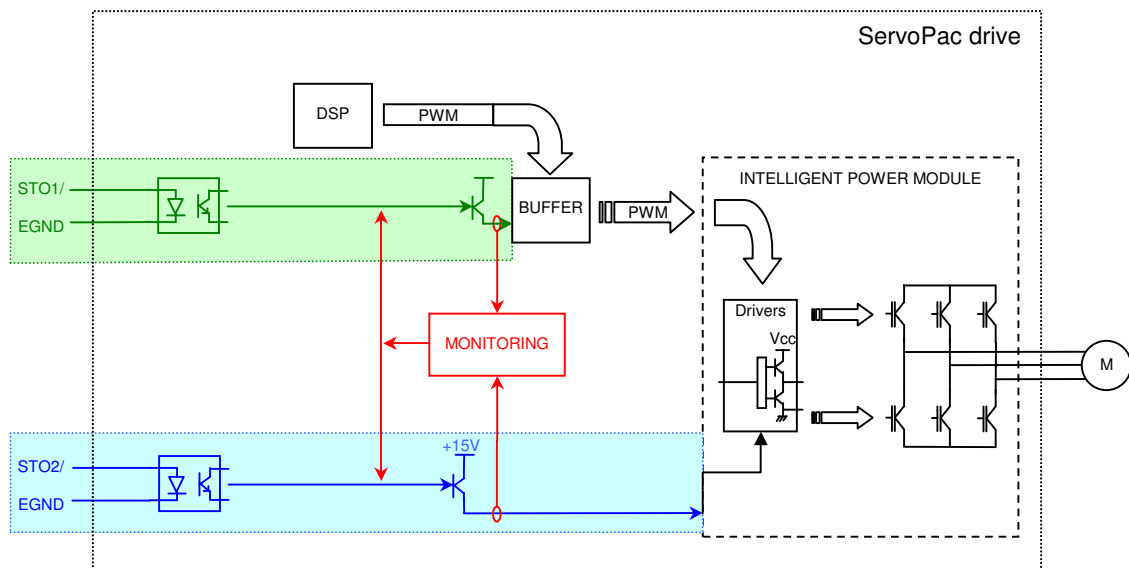 ServoPac drive
DSP
PWM
STO1/
EGND
BUFFER
PWM
INTELLIGENT POWER MODULE
MONITORING
Drivers
Vcc
M
STO2/
EGND
+15V